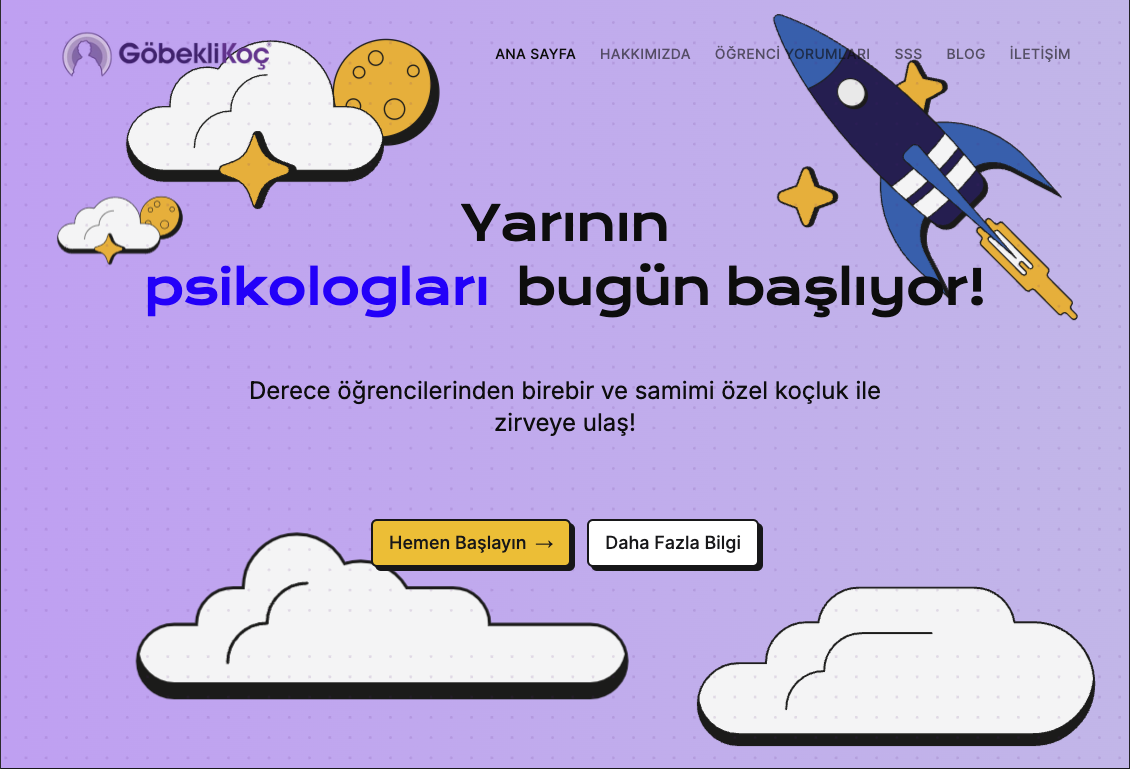 GöbekliKoç
ANA SAYFA HAKKIMIZDA ÖĞRENCİ YORUMLARI SSS BLOG İLETİŞİM
Yarının
psikologları bugün başlıyor!
Derece öğrencilerinden birebir ve samimi özel koçluk ile
zirveye ulaş!
Hemen Başlayın → Daha Fazla Bilgi